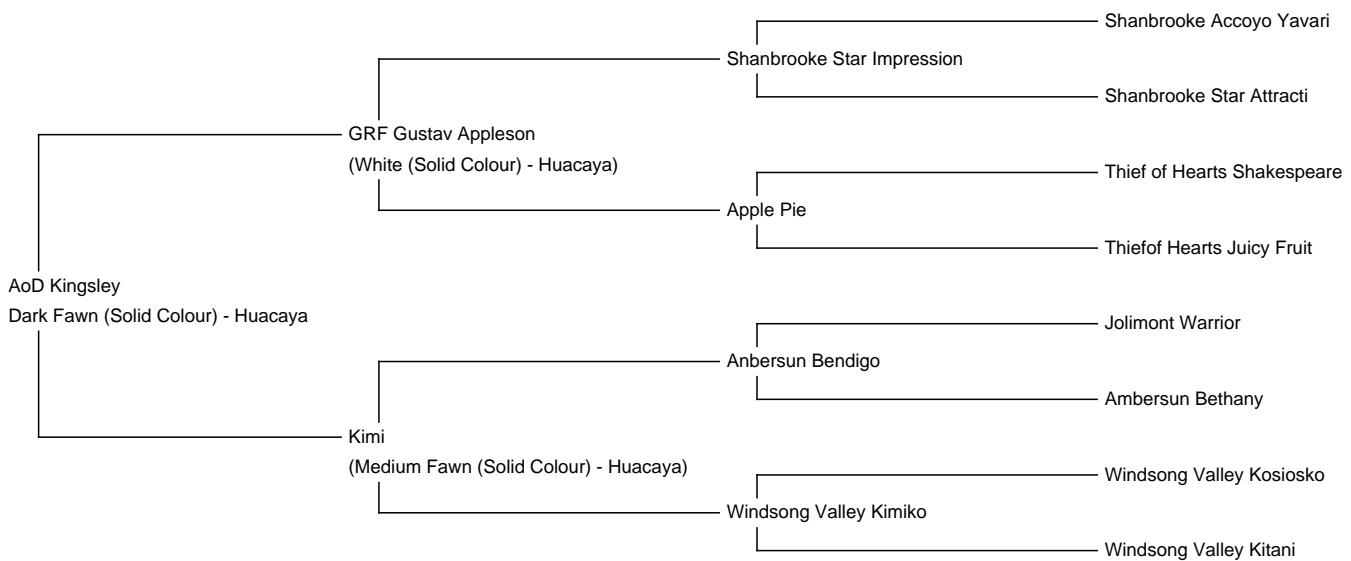 Shanbrooke Accoyo Yavari
Shanbrooke Star Impression
Shanbrooke Star Attracti
GRF Gustav Appleson
(White (Solid Colour) - Huacaya)
Thief of Hearts Shakespeare
Apple Pie
Thiefof Hearts Juicy Fruit
AoD Kingsley
Dark Fawn (Solid Colour) - Huacaya
Jolimont Warrior
Anbersun Bendigo
Ambersun Bethany
Kimi
(Medium Fawn (Solid Colour) - Huacaya)
Windsong Valley Kosiosko
Windsong Valley Kimiko
Windsong Valley Kitani